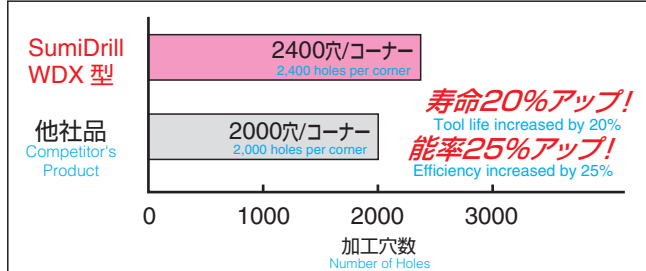 SumiDrill
WDX 型
2400穴/コーナー
2,400 holes per corner
他社品
Competitor's
Product
2000穴/コーナー
2,000 holes per corner
寿命20%アップ!
Tool life increased by 20%
能率25%アップ!
Efficiency increased by 25%
0 1000 2000 3000
加工穴数
Number of Holes